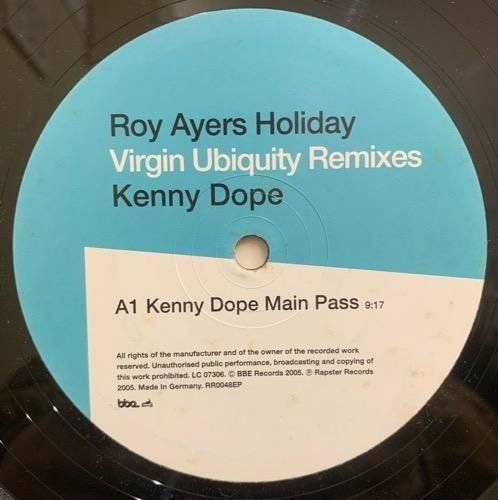 Roy Ayers Holiday
Virgin Ubiquity Remixes
Kenny Dope
A1 Kenny Dope Main Pass 9:17
All rights of the manufacturer and of the owner of the recorded work
reserved. Unauthorised public performance, broadcasting and copying of
this work prohibited. LC 07306. © BBE Records 2005. ℗ Rapster Records
2005. Made in Germany. RR0048EP
bbe